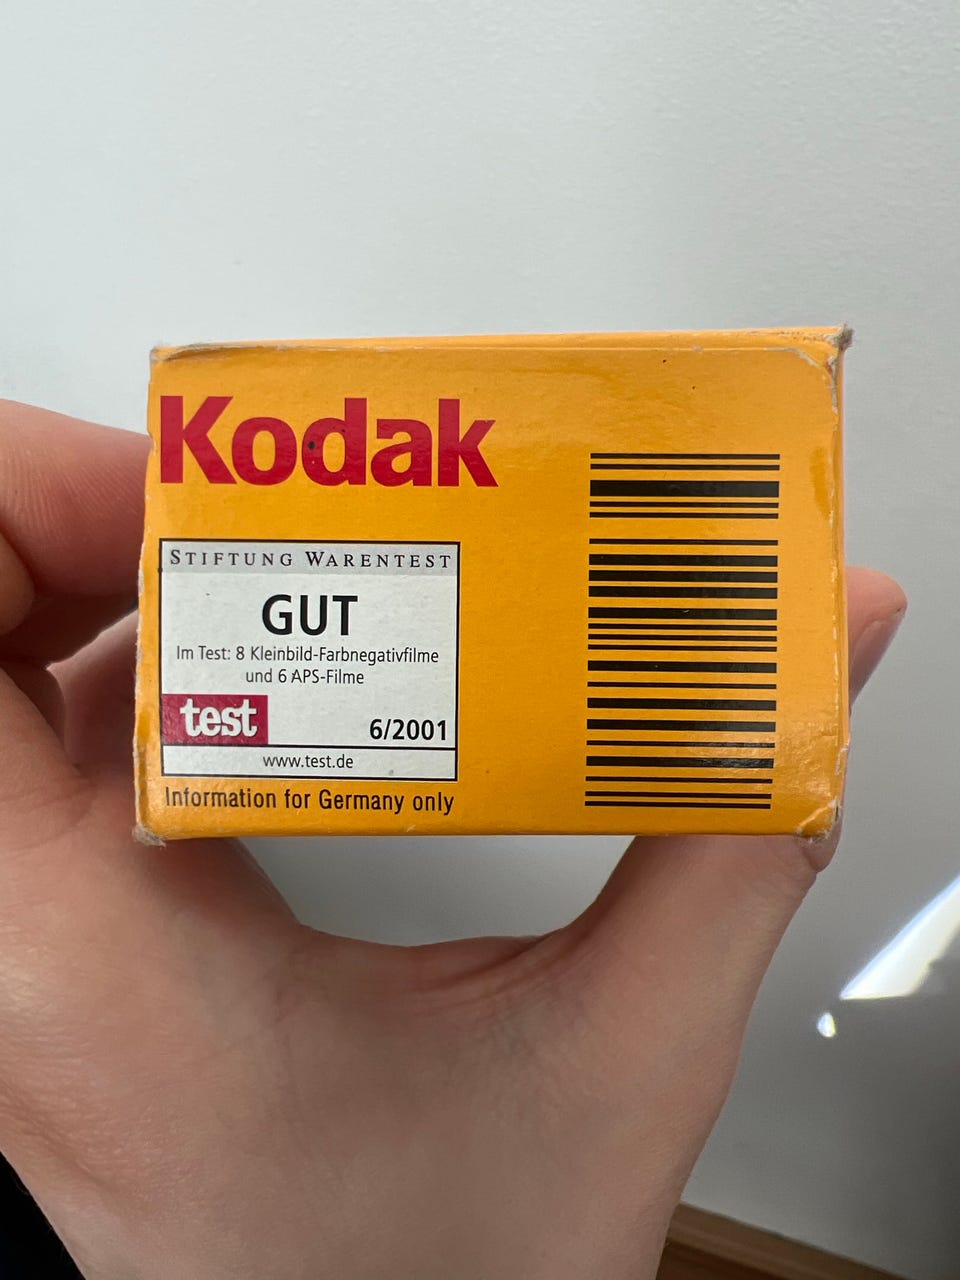 Kodak
STIFTUNG WARENTEST
GUT
Im Test: 8 Kleinbild-Farbnegativfilme
und 6 APS-Filme
test
6/2001
www.test.de
Information for Germany only